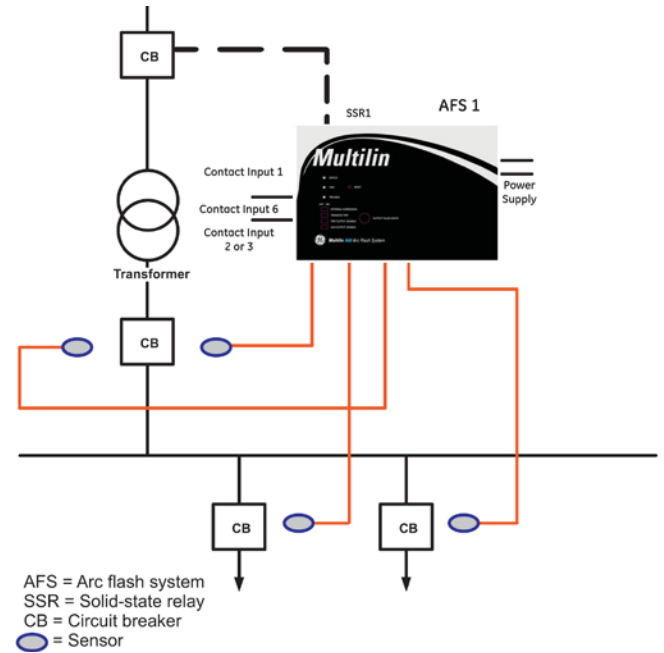 CB
SSR1
AFS 1
Multilin
Contact Input 1
Contact Input 6
Contact Input
2 or 3
Power
Supply
Transformer
CB
CB
CB
AFS = Arc flash system
SSR = Solid-state relay
CB = Circuit breaker
= Sensor